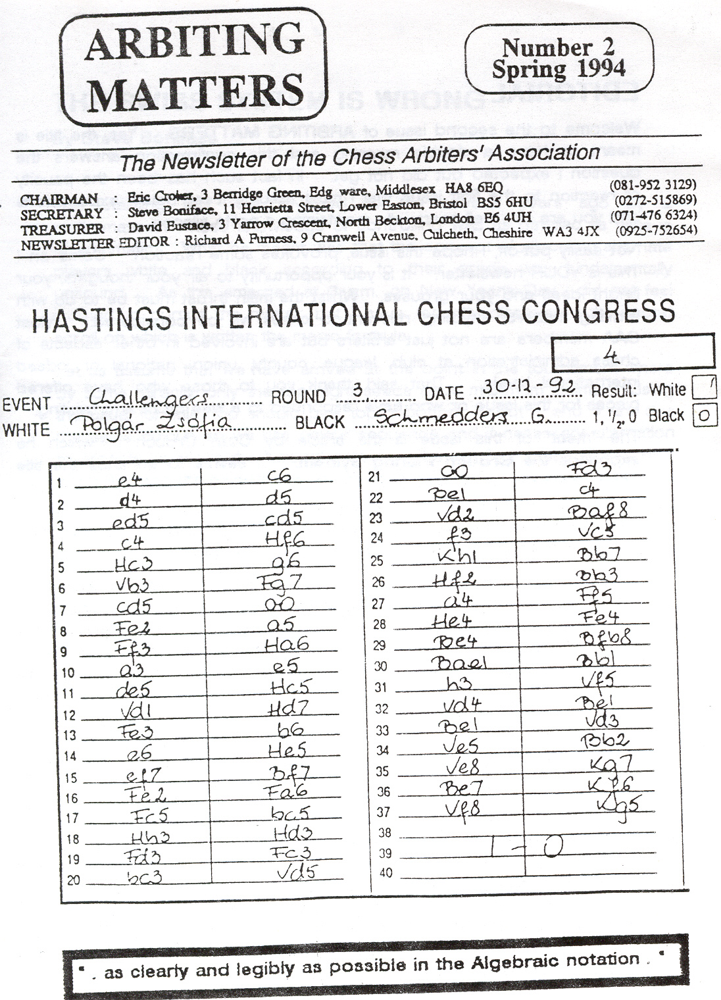 ARBITING
MATTERS
Number 2
Spring 1994
The Newsletter of the Chess Arbiters' Association
CHAIRMAN : Eric Croker, 3 Berridge Green, Edg ware, Middlesex HA8 6EQ (081-952 3129)
SECRETARY : Steve Boniface, 11 Henrietta Street, Lower Easton, Bristol BS5 6HU (0272-515869)
TREASURER : David Eustace, 3 Yarrow Crescent, North Beckton, London E6 4UH (071-476 6324)
NEWSLETTER EDITOR : Richard A Furness, 9 Cranwell Avenue, Culcheth, Cheshire WA3 4JX (0925-752654)
HASTINGS INTERNATIONAL CHESS CONGRESS
4
EVENT Challengers ROUND 3. DATE 30-12-92 Result: White 1
WHITE Polgár Zsófia BLACK Schmedders G. 1, 1/2, 0 Black 0
1 e4 c6
2 d4 d5
3 ed5 cd5
4 c4 Hf6
5 Hc3 g6
6 Vb3 Fg7
7 cd5 00
8 Fe2 a5
9 Ff3 Ha6
10 a3 e5
11 de5 Hc5
12 Vd1 Hd7
13 Fe3 b6
14 e6 He5
15 ef7 Bf7
16 Fe2 Fa6
17 Fc5 bc5
18 Hh3 Hd3
19 Fd3 Fc3
20 bc3 Vd5
21 00 Fd3
22 Be1 c4
23 Vd2 Baf8
24 f3 Vc5
25 Kh1 Bb7
26 Hf2 Bb3
27 a4 Ff5
28 He4 Fe4
29 Be4 Bfb8
30 Bae1 Bb1
31 h3 Vf5
32 Vd4 Be1
33 Be1 Vd3
34 Ve5 Bb2
35 Ve8 Kg7
36 Be7 Kf6
37 Vf8 Kg5
38
39 1-0
40
". as clearly and legibly as possible in the Algebraic notation . "